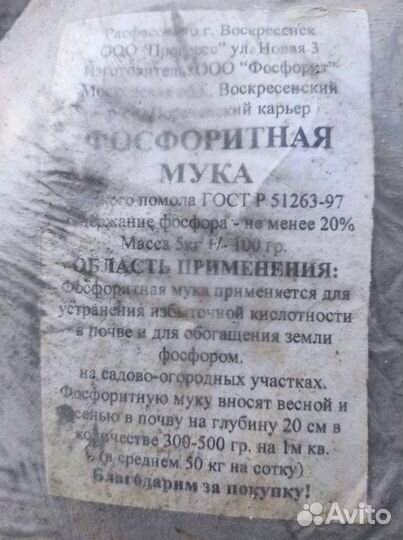 Расфасовано г. Воскресенск
ООО "Прогресс" ул. Новая 3
Изготовитель: ООО "Фосфорит"
Московская обл. Воскресенский
карьер
ФОСФОРИТНАЯ
МУКА
помола ГОСТ Р 51263-97
содержание фосфора - не менее 20%
Масса 5кг +/- 100 гр.
ОБЛАСТЬ ПРИМЕНЕНИЯ:
Фосфоритная мука применяется для
устранения избыточной кислотности
в почве и для обогащения земли
фосфором.
на садово-огородных участках.
Фосфоритную муку вносят весной и
осенью в почву на глубину 20 см в
количестве 300-500 гр. на 1м кв.
(в среднем 50 кг на сотку)
Благодарим за покупку!
Avito